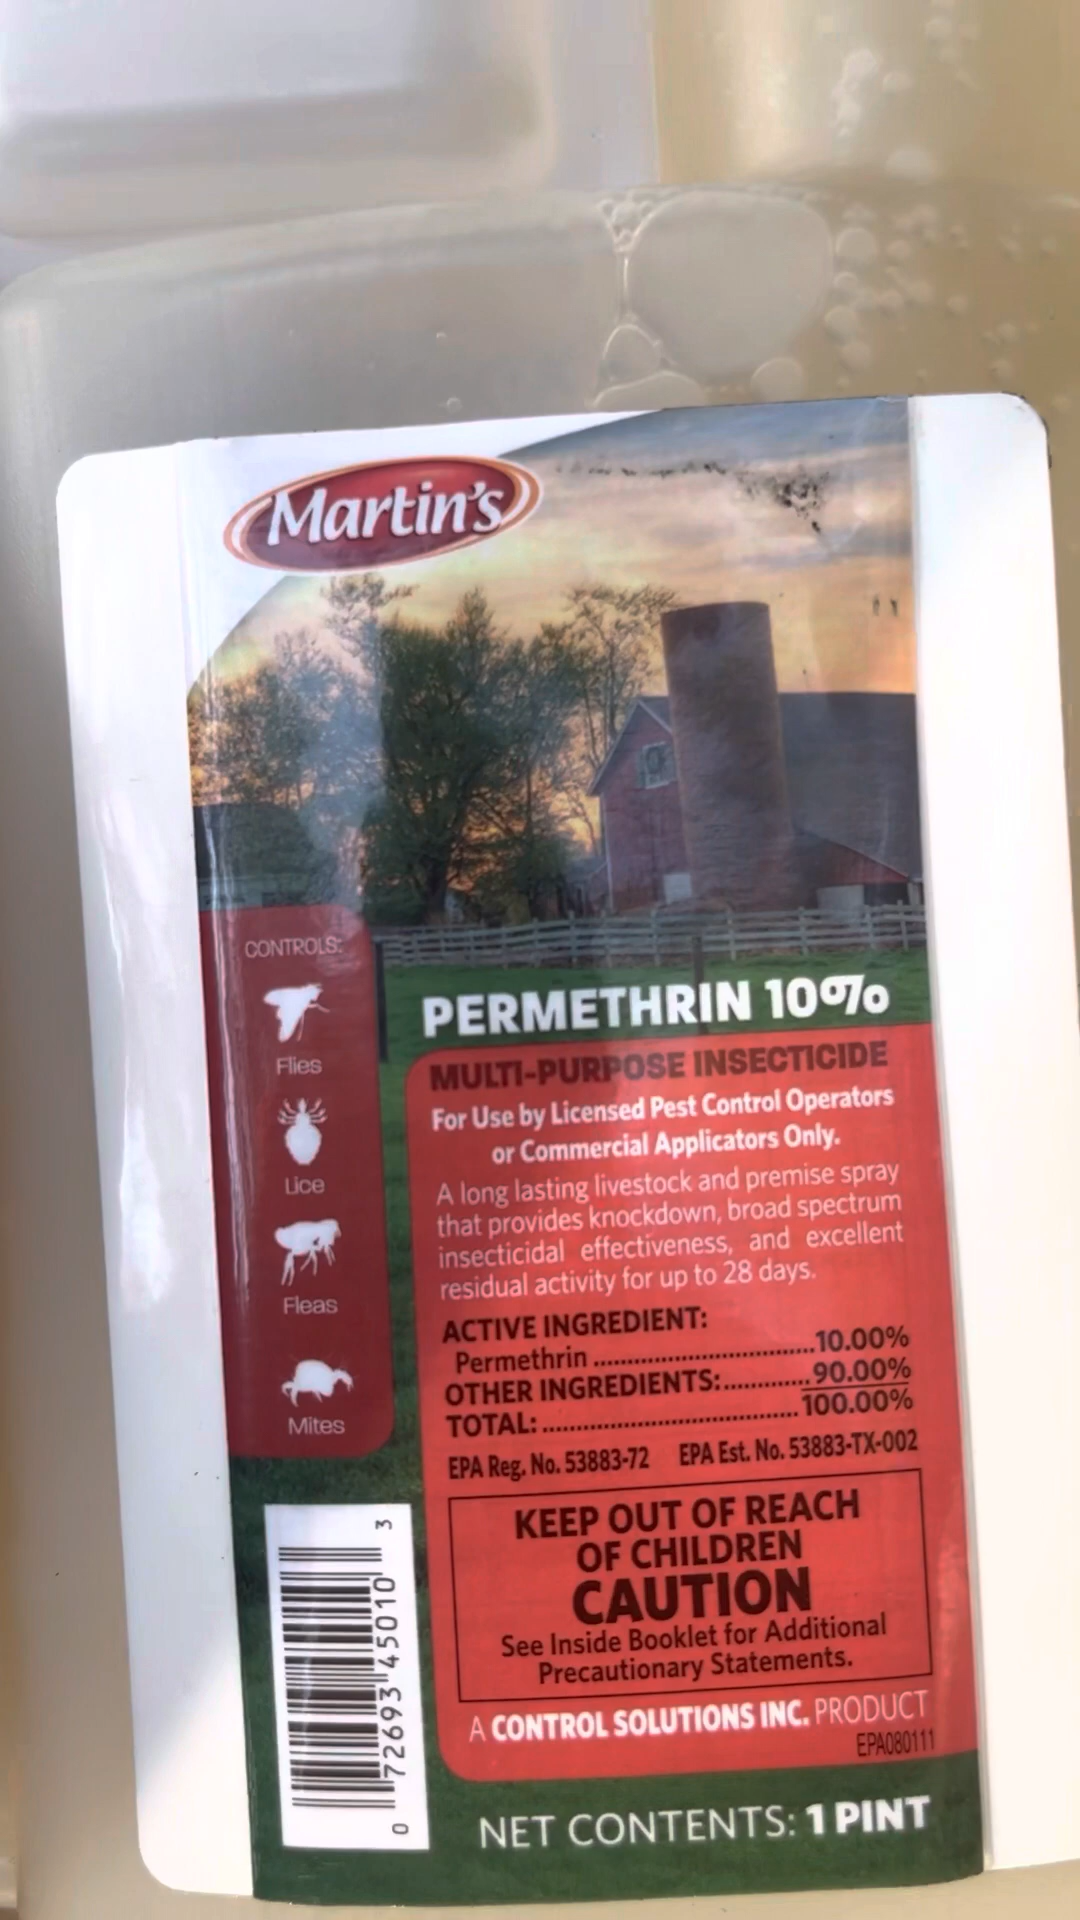 Martin's
CONTROLS:
Flies
Lice
Fleas
Mites
PERMETHRIN 10%
MULTI-PURPOSE INSECTICIDE
For Use by Licensed Pest Control Operators
or Commercial Applicators Only.
A long lasting livestock and premise spray
that provides knockdown, broad spectrum
insecticidal effectiveness, and excellent
residual activity for up to 28 days.
ACTIVE INGREDIENT:
Permethrin ................................10.00%
OTHER INGREDIENTS:.............90.00%
TOTAL: ..................................... 100.00%
EPA Reg. No. 53883-72 EPA Est. No. 53883-TX-002
KEEP OUT OF REACH
OF CHILDREN
CAUTION
See Inside Booklet for Additional
Precautionary Statements.
A CONTROL SOLUTIONS INC. PRODUCT
EPA080111
0 72693 45010 3
NET CONTENTS: 1 PINT